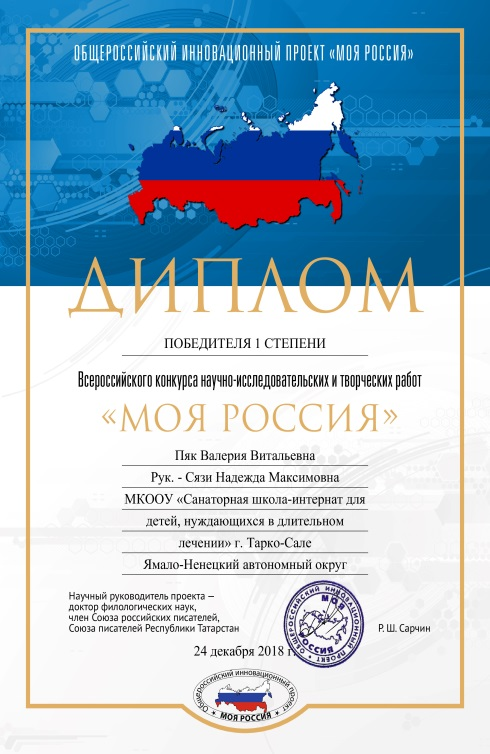 ОБЩЕРОССИЙСКИЙ ИННОВАЦИОННЫЙ ПРОЕКТ «МОЯ РОССИЯ»
ДИПЛОМ
ПОБЕДИТЕЛЯ 1 СТЕПЕНИ
Всероссийского конкурса научно-исследовательских и творческих работ
«МОЯ РОССИЯ»
Пяк Валерия Витальевна
Рук. - Сязи Надежда Максимовна
МКООУ «Санаторная школа-интернат для
детей, нуждающихся в длительном
лечении» г. Тарко-Сале
Ямало-Ненецкий автономный округ
Научный руководитель проекта –
доктор филологических наук,
член Союза российских писателей,
Союза писателей Республики Татарстан
Р. Ш. Сарчин
ОБЩЕРОССИЙСКИЙ ИННОВАЦИОННЫЙ ПРОЕКТ
МОЯ
РОССИЯ
24 декабря 2018 г
Общероссийский инновационный проект
МОЯ РОССИЯ